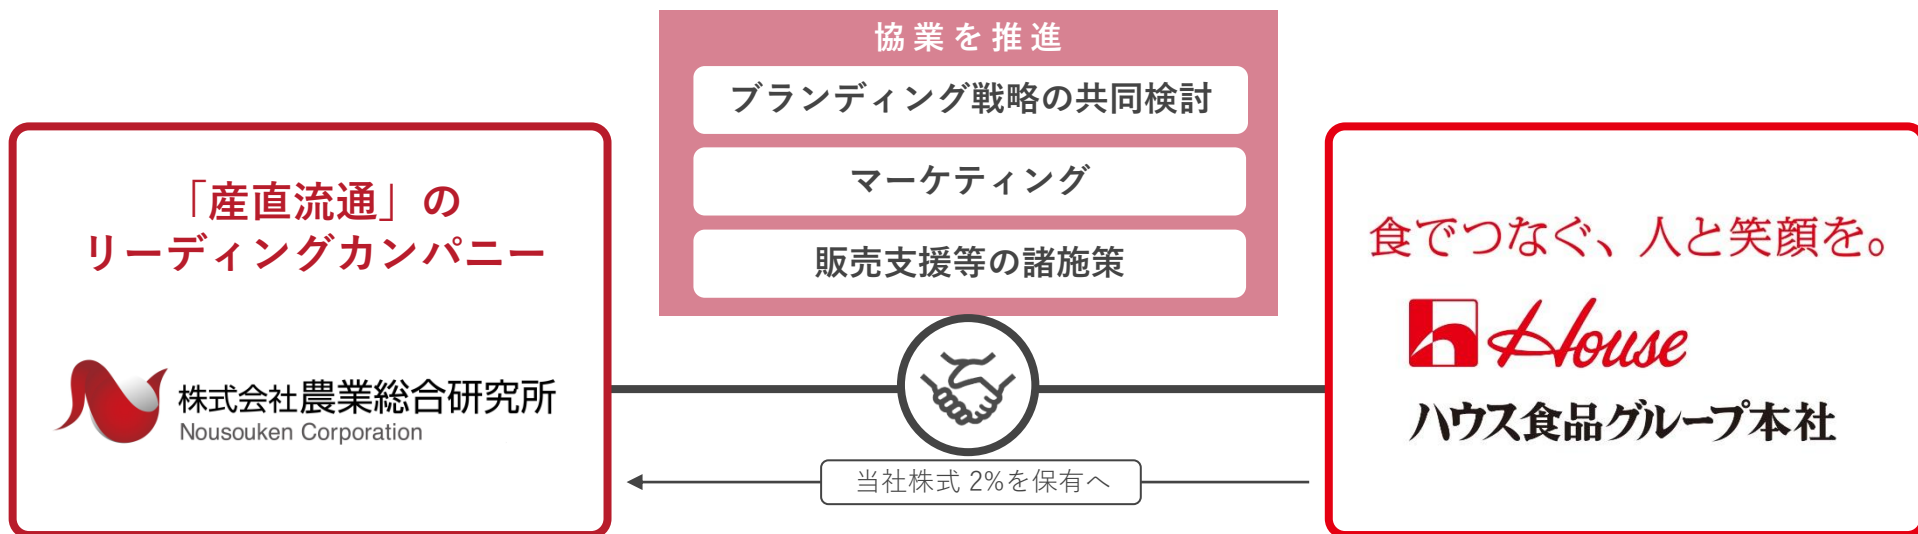 協業を推進
ブランディング戦略の共同検討
マーケティング
販売支援等の諸施策
「産直流通」の
リーディングカンパニー
株式会社農業総合研究所
Nousouken Corporation
食でつなぐ、人と笑顔を。
House
ハウス食品グループ本社
当社株式 2%を保有へ